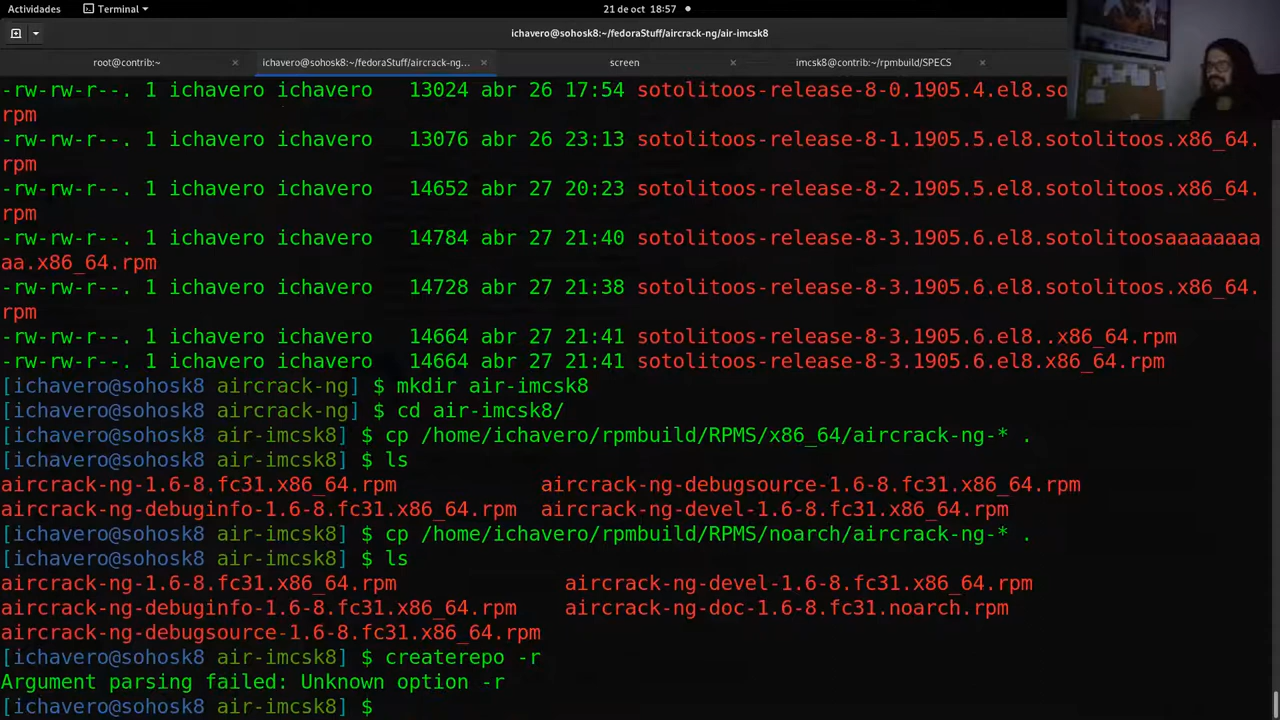 Actividades Terminal 21 de oct 18:57
ichavero@sohosk8:~/fedoraStuff/aircrack-ng/air-imcsk8
root@contrib:~ × ichavero@sohosk8:~/fedoraStuff/aircrack-ng... × screen × imcsk8@contrib:~/rpmbuild/SPECS ×
-rw-rw-r--. 1 ichavero ichavero 13024 abr 26 17:54 sotolitoos-release-8-0.1905.4.el8.so
rpm
-rw-rw-r--. 1 ichavero ichavero 13076 abr 26 23:13 sotolitoos-release-8-1.1905.5.el8.sotolitoos.x86_64.
rpm
-rw-rw-r--. 1 ichavero ichavero 14652 abr 27 20:23 sotolitoos-release-8-2.1905.5.el8.sotolitoos.x86_64.
rpm
-rw-rw-r--. 1 ichavero ichavero 14784 abr 27 21:40 sotolitoos-release-8-3.1905.6.el8.sotolitoosaaaaaaaa
aa.x86_64.rpm
-rw-rw-r--. 1 ichavero ichavero 14728 abr 27 21:38 sotolitoos-release-8-3.1905.6.el8.sotolitoos.x86_64.
rpm
-rw-rw-r--. 1 ichavero ichavero 14664 abr 27 21:41 sotolitoos-release-8-3.1905.6.el8..x86_64.rpm
-rw-rw-r--. 1 ichavero ichavero 14664 abr 27 21:41 sotolitoos-release-8-3.1905.6.el8.x86_64.rpm
[ichavero@sohosk8 aircrack-ng] $ mkdir air-imcsk8
[ichavero@sohosk8 aircrack-ng] $ cd air-imcsk8/
[ichavero@sohosk8 air-imcsk8] $ cp /home/ichavero/rpmbuild/RPMS/x86_64/aircrack-ng-* .
[ichavero@sohosk8 air-imcsk8] $ ls
aircrack-ng-1.6-8.fc31.x86_64.rpm aircrack-ng-debugsource-1.6-8.fc31.x86_64.rpm
aircrack-ng-debuginfo-1.6-8.fc31.x86_64.rpm aircrack-ng-devel-1.6-8.fc31.x86_64.rpm
[ichavero@sohosk8 air-imcsk8] $ cp /home/ichavero/rpmbuild/RPMS/noarch/aircrack-ng-* .
[ichavero@sohosk8 air-imcsk8] $ ls
aircrack-ng-1.6-8.fc31.x86_64.rpm aircrack-ng-devel-1.6-8.fc31.x86_64.rpm
aircrack-ng-debuginfo-1.6-8.fc31.x86_64.rpm aircrack-ng-doc-1.6-8.fc31.noarch.rpm
aircrack-ng-debugsource-1.6-8.fc31.x86_64.rpm
[ichavero@sohosk8 air-imcsk8] $ createrepo -r
Argument parsing failed: Unknown option -r
[ichavero@sohosk8 air-imcsk8] $